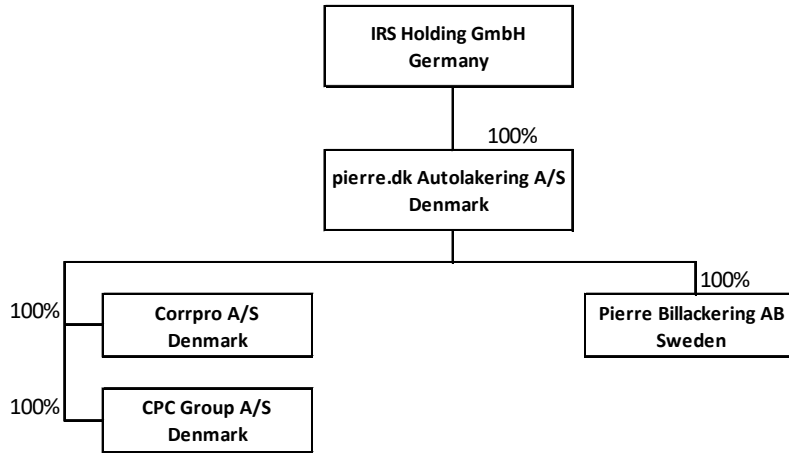 IRS Holding GmbH
Germany
100%
pierre.dk Autolakering A/S
Denmark
100%
100%
Corrpro A/S
Denmark
Pierre Billackering AB
Sweden
100%
CPC Group A/S
Denmark